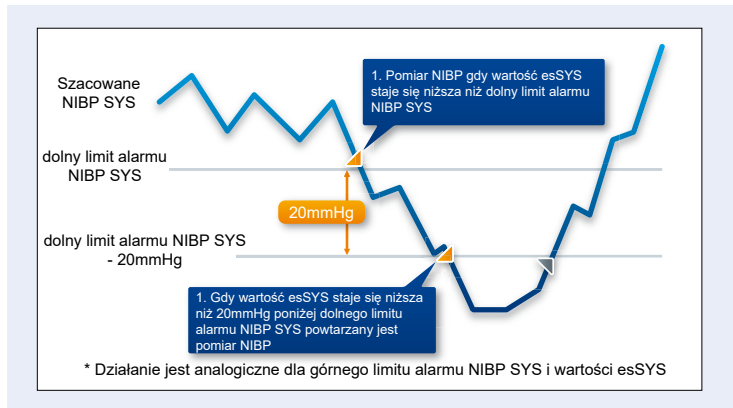 1. Pomiar NIBP gdy wartość esSYS
staje się niższa niż dolny limit alarmu
NIBP SYS
Szacowane
NIBP SYS
dolny limit alarmu
NIBP SYS
20mmHg
dolny limit alarmu NIBP SYS
- 20mmHg
1. Gdy wartość esSYS staje się niższa
niż 20mmHg poniżej dolnego limitu
alarmu NIBP SYS powtarzany jest
pomiar NIBP
* Działanie jest analogiczne dla górnego limitu alarmu NIBP SYS i wartości esSYS